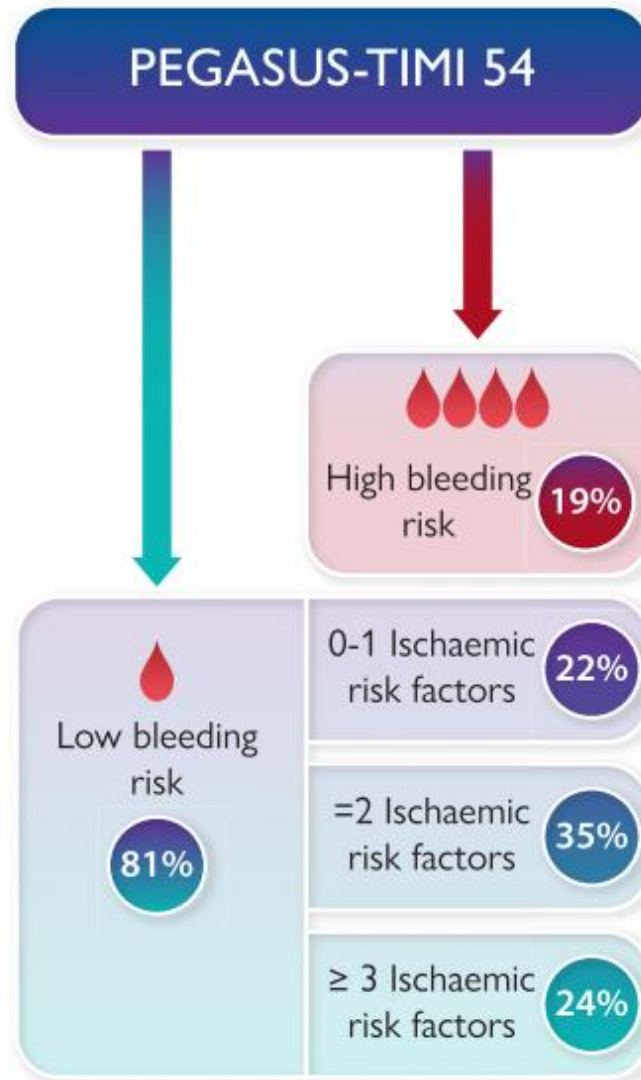 PEGASUS-TIMI 54
High bleeding
risk
19%
Low bleeding
risk
81%
0-1 Ischaemic
risk factors
22%
=2 Ischaemic
risk factors
35%
≥ 3 Ischaemic
risk factors
24%